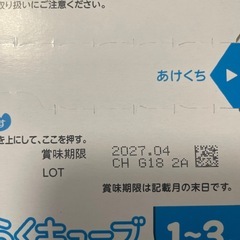 取り扱いにご注意ください。
あけくち
を上にして、ここを押す。
賞味期限 2027.04
LOT CH G18 2A
賞味期限は記載月の末日です。
らくキューブ 1~3